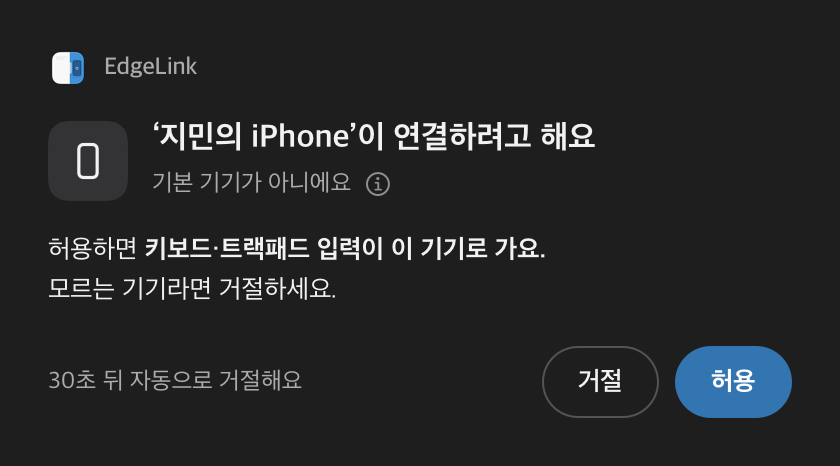 EdgeLink
‘지민의 iPhone’이 연결하려고 해요
기본 기기가 아니에요
허용하면 키보드·트랙패드 입력이 이 기기로 가요.
모르는 기기라면 거절하세요.
30초 뒤 자동으로 거절해요
거절
허용